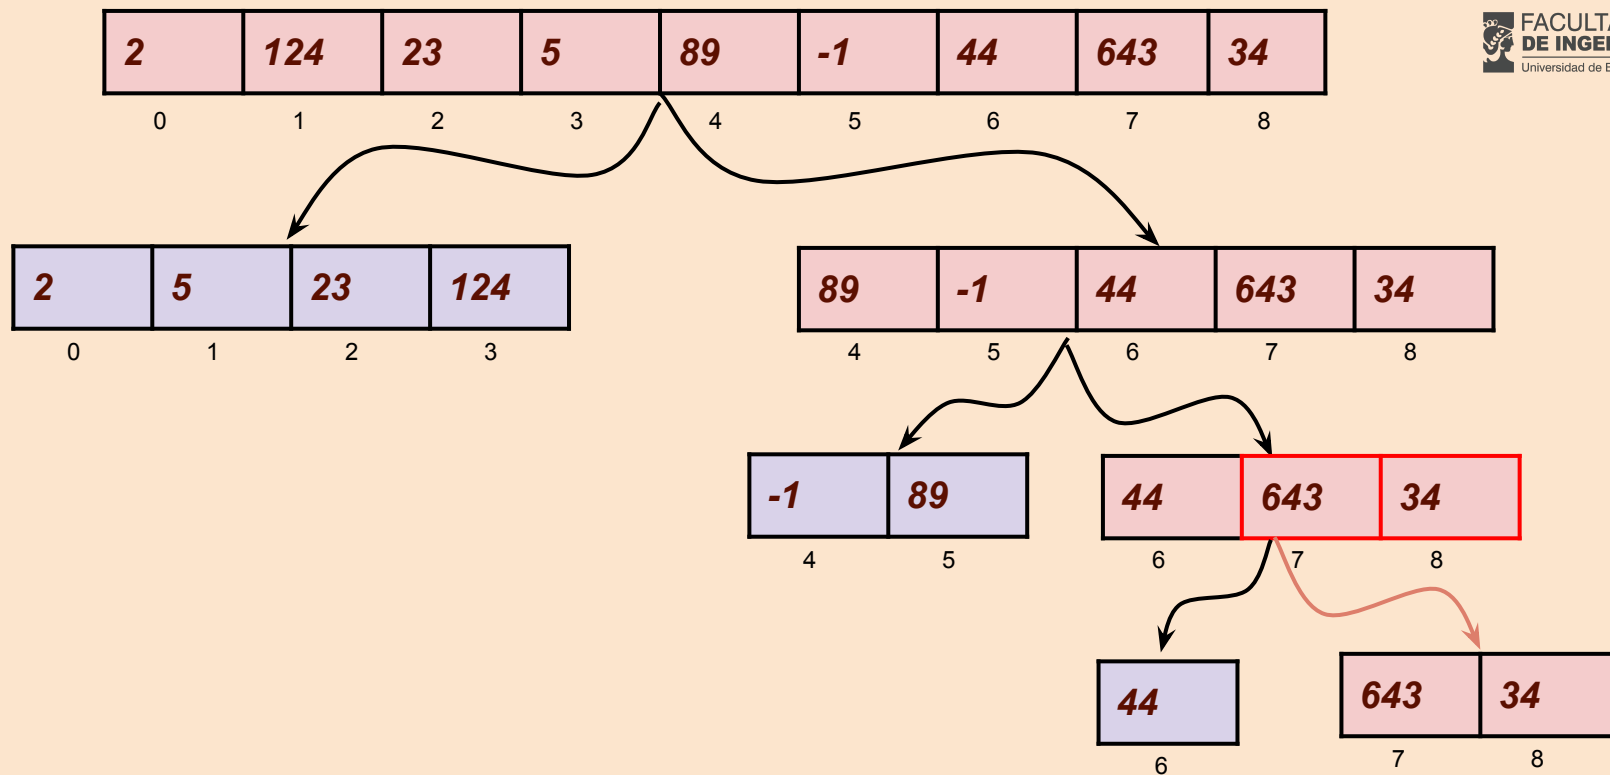 2 124 23 5 89 -1 44 643 34
0 1 2 3 4 5 6 7 8
FACULTA
DE INGEN
Universidad de B
2 5 23 124
0 1 2 3
89 -1 44 643 34
4 5 6 7 8
-1 89
4 5
44 643 34
6 7 8
44
6
643 34
7 8